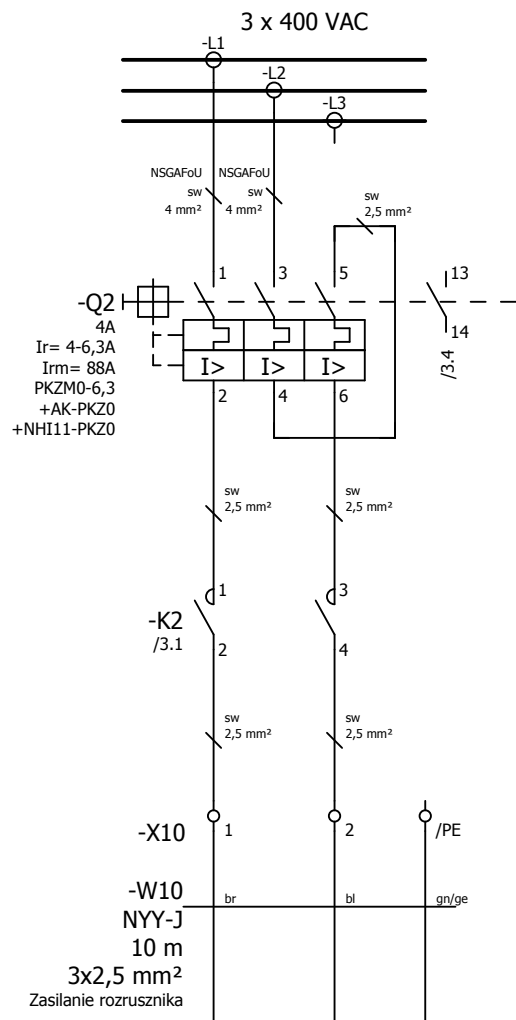 3 x 400 VAC
-L1
-L2
-L3
NSGAFoU
NSGAFoU
sw
sw
4 mm²
4 mm²
sw
2,5 mm²
1
3
5
13
-Q2
14
/3.4
4A
Ir= 4-6,3A
Irm= 88A
PKZM0-6,3
+AK-PKZ0
+NHI11-PKZ0
I>
I>
I>
2
4
6
sw
2,5 mm²
sw
2,5 mm²
1
3
-K2
/3.1
2
4
sw
2,5 mm²
sw
2,5 mm²
-X10
1
2
/PE
-W10
br
bl
gn/ge
NYY-J
10 m
3x2,5 mm²
Zasilanie rozrusznika